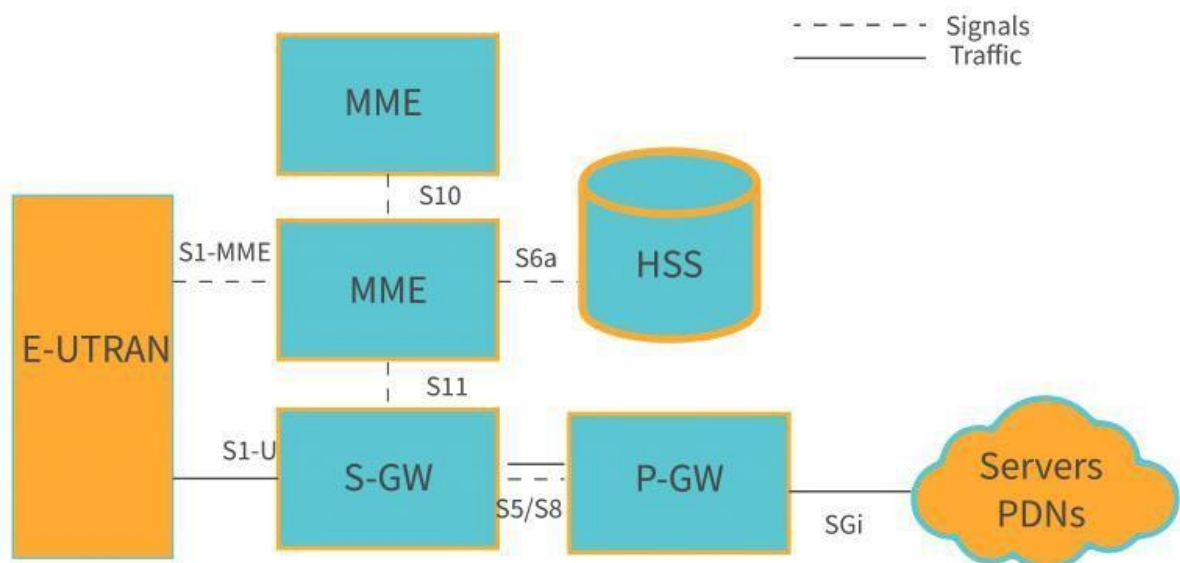 Signals
Traffic
MME
S10
S1-MME
MME
S6a
HSS
E-UTRAN
S11
S1-U
S-GW
S5/S8
P-GW
SGi
Servers
PDNs